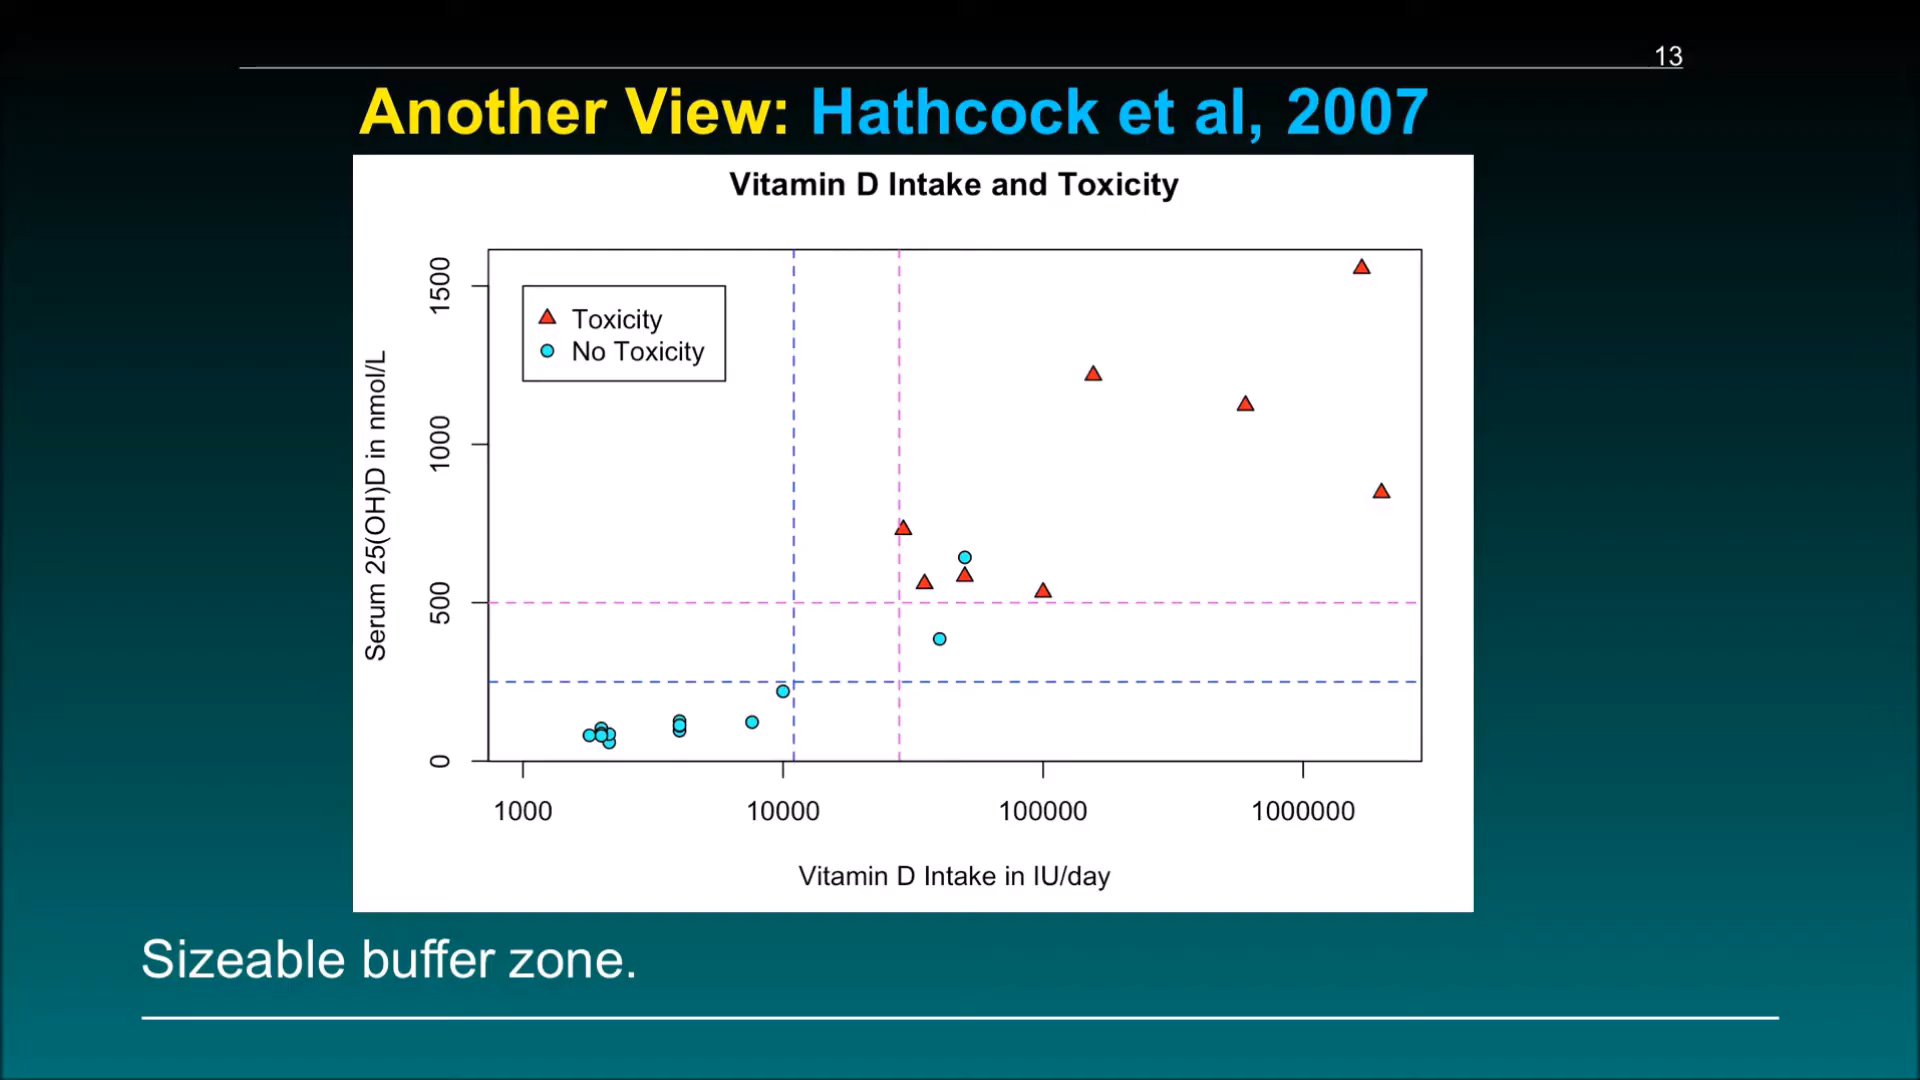 13
Another View: Hathcock et al, 2007
Vitamin D Intake and Toxicity
Toxicity
No Toxicity
Serum 25(OH)D in nmol/L
1500
1000
500
0
1000 10000 100000 1000000
Vitamin D Intake in IU/day
Sizeable buffer zone.